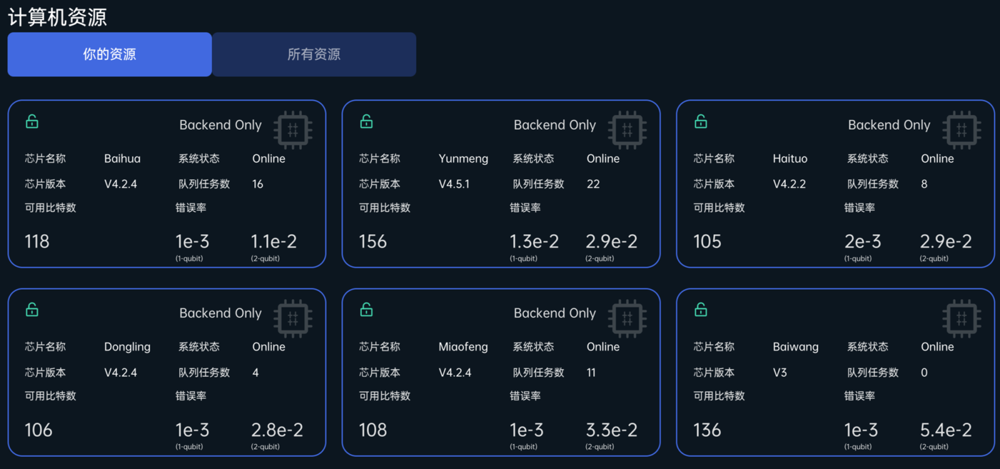 计算机资源
你的资源 所有资源
Backend Only
芯片名称 Baihua 系统状态 Online
芯片版本 V4.2.4 队列任务数 16
可用比特数 错误率
118 1e-3 1.1e-2
(1-qubit) (2-qubit)
Backend Only
芯片名称 Yunmeng 系统状态 Online
芯片版本 V4.5.1 队列任务数 22
可用比特数 错误率
156 1.3e-2 2.9e-2
(1-qubit) (2-qubit)
Backend Only
芯片名称 Haituo 系统状态 Online
芯片版本 V4.2.2 队列任务数 8
可用比特数 错误率
105 2e-3 2.9e-2
(1-qubit) (2-qubit)
Backend Only
芯片名称 Dongling 系统状态 Online
芯片版本 V4.2.4 队列任务数 4
可用比特数 错误率
106 1e-3 2.8e-2
(1-qubit) (2-qubit)
Backend Only
芯片名称 Miaofeng 系统状态 Online
芯片版本 V4.2.4 队列任务数 11
可用比特数 错误率
108 1e-3 3.3e-2
(1-qubit) (2-qubit)
芯片名称 Baiwang 系统状态 Online
芯片版本 V3 队列任务数 0
可用比特数 错误率
136 1e-3 5.4e-2
(1-qubit) (2-qubit)